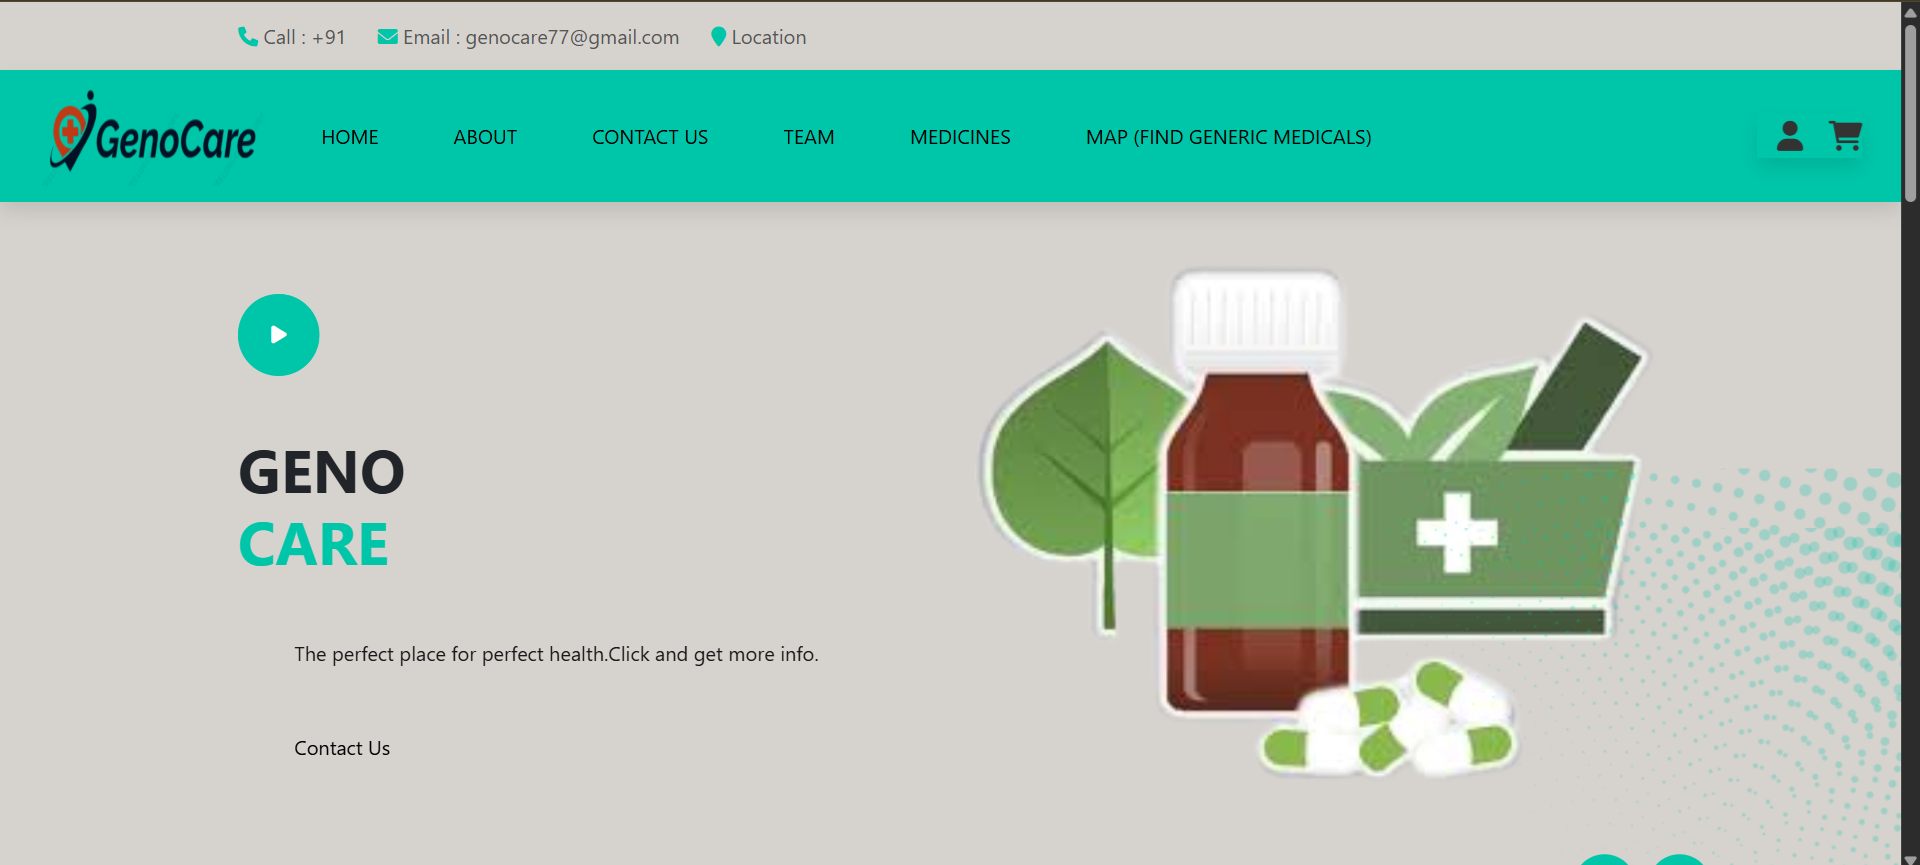 Call : +91 Email : genocare77@gmail.com Location
GenoCare HOME ABOUT CONTACT US TEAM MEDICINES MAP (FIND GENERIC MEDICALS)
GENO
CARE
The perfect place for perfect health.Click and get more info.
Contact Us